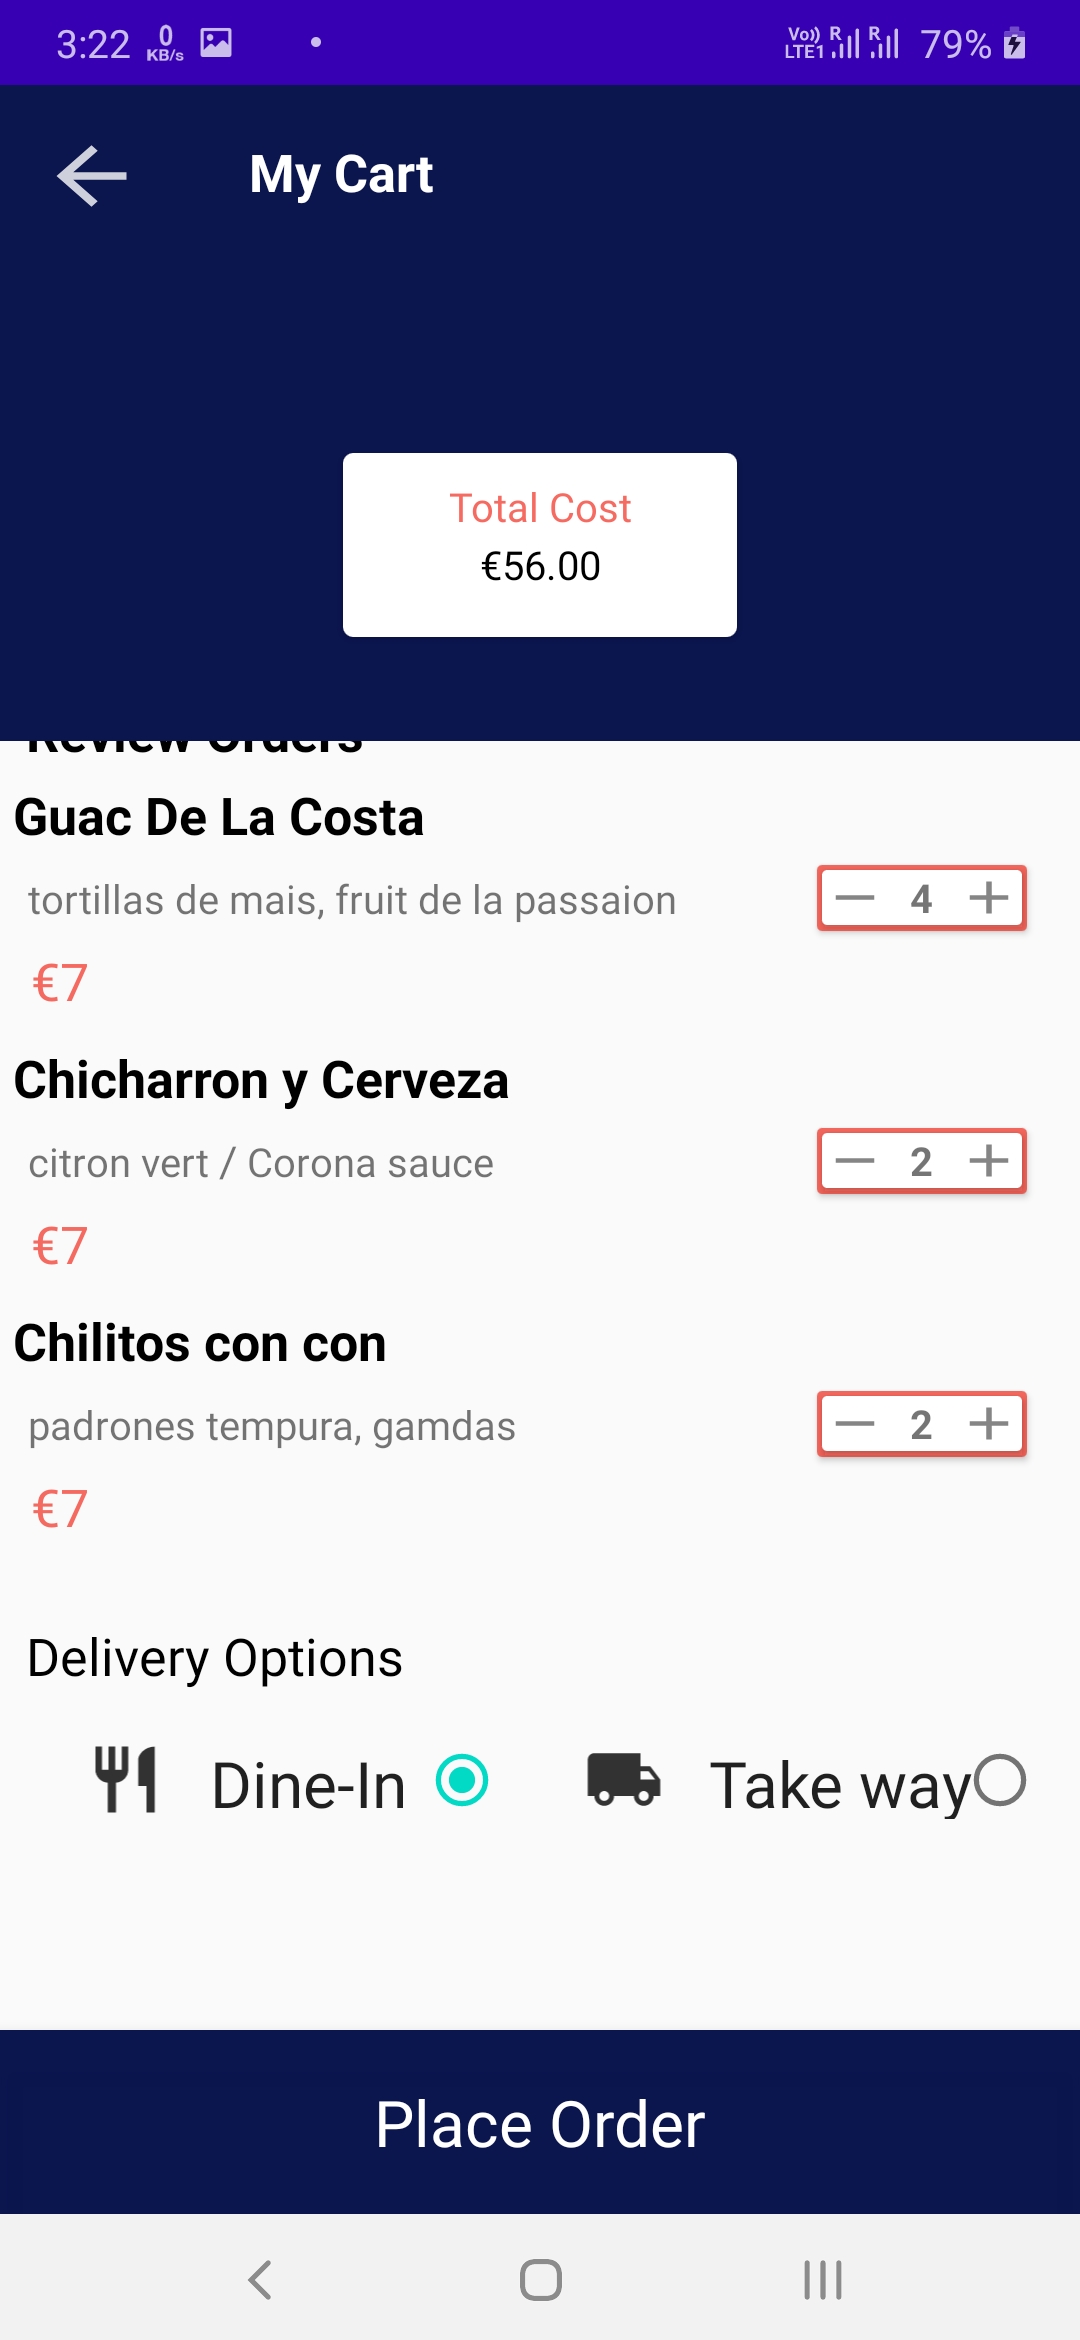 3:22 0 KB/s Vo)) LTE1 R R 79%
My Cart
Total Cost
€56.00
Review Orders
Guac De La Costa
tortillas de mais, fruit de la passaion
4
€7
Chicharron y Cerveza
citron vert / Corona sauce
2
€7
Chilitos con con
padrones tempura, gamdas
2
€7
Delivery Options
Dine-In Take way
Place Order